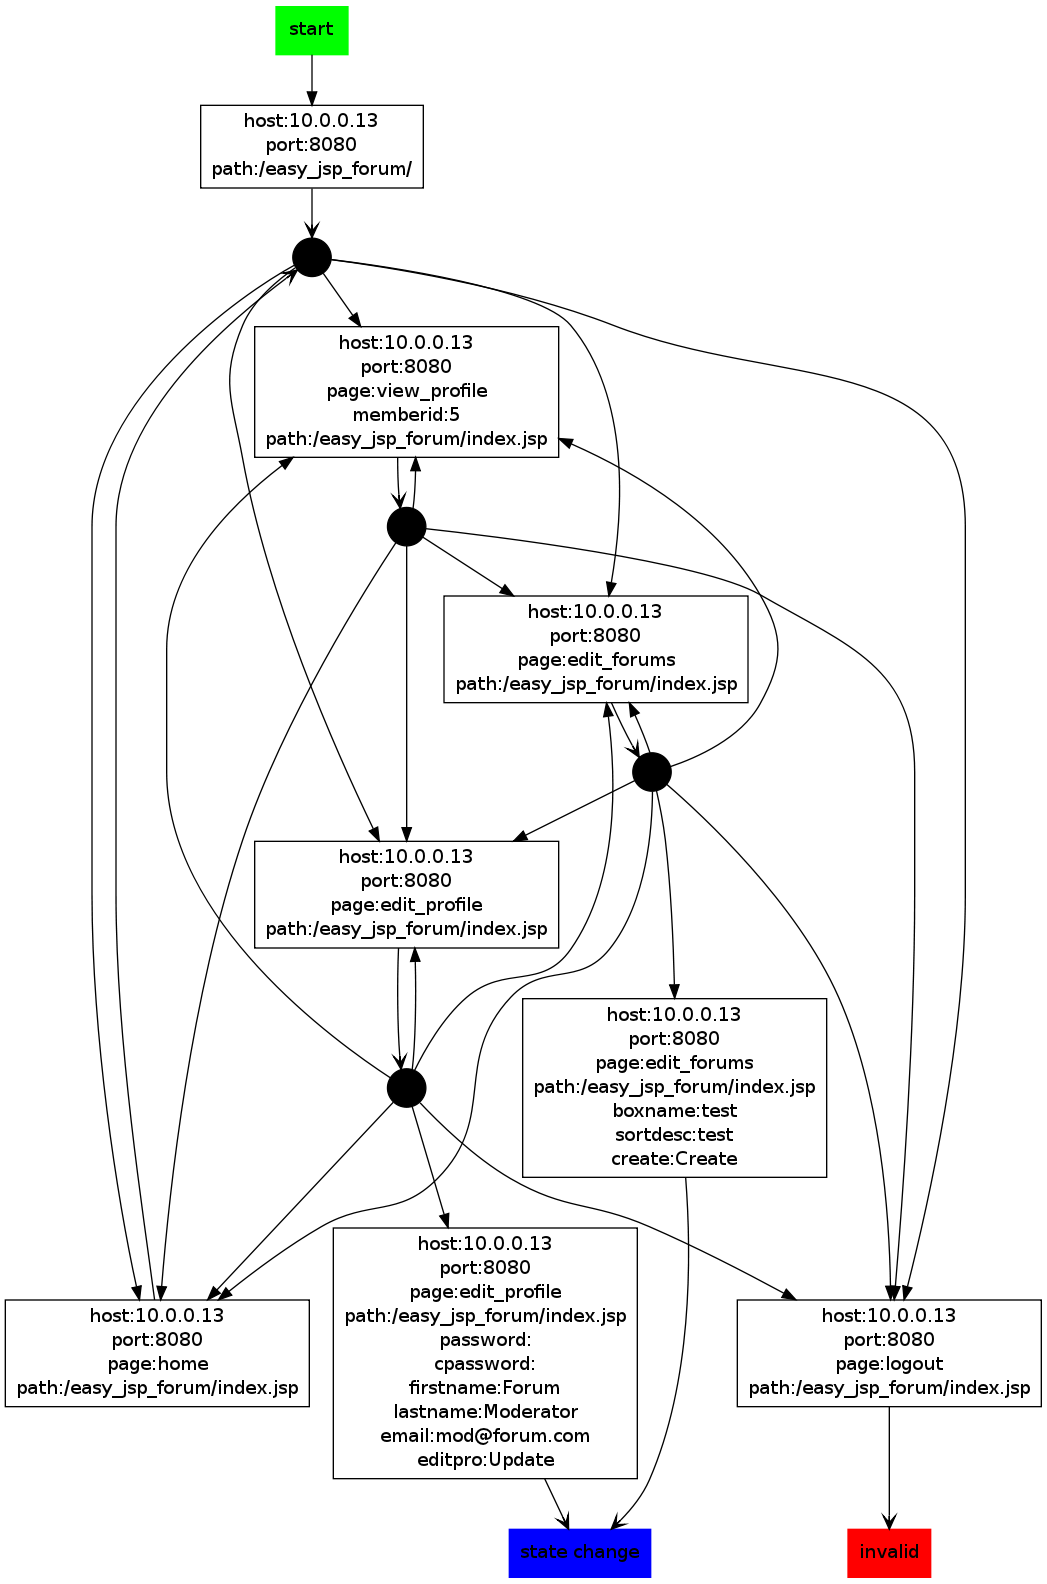 start
host:10.0.0.13
port:8080
path:/easy_jsp_forum/
host:10.0.0.13
port:8080
page:view_profile
memberid:5
path:/easy_jsp_forum/index.jsp
host:10.0.0.13
port:8080
page:edit_forums
path:/easy_jsp_forum/index.jsp
host:10.0.0.13
port:8080
page:edit_profile
path:/easy_jsp_forum/index.jsp
host:10.0.0.13
port:8080
page:edit_forums
path:/easy_jsp_forum/index.jsp
boxname:test
sortdesc:test
create:Create
host:10.0.0.13
port:8080
page:edit_profile
path:/easy_jsp_forum/index.jsp
password:
cpassword:
firstname:Forum
lastname:Moderator
email:mod@forum.com
editpro:Update
host:10.0.0.13
port:8080
page:home
path:/easy_jsp_forum/index.jsp
host:10.0.0.13
port:8080
page:logout
path:/easy_jsp_forum/index.jsp
state change
invalid